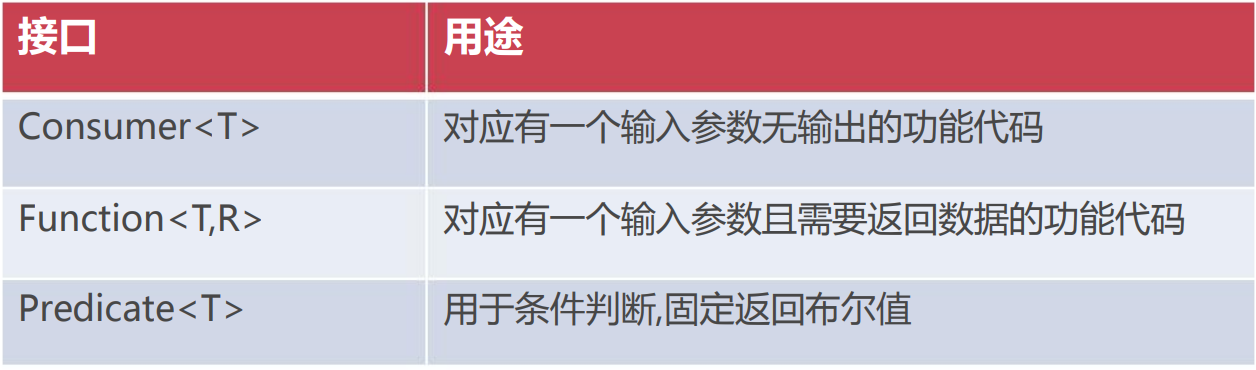 接口 用途
Consumer<T> 对应有一个输入参数无输出的功能代码
Function<T,R> 对应有一个输入参数且需要返回数据的功能代码
Predicate<T> 用于条件判断,固定返回布尔值